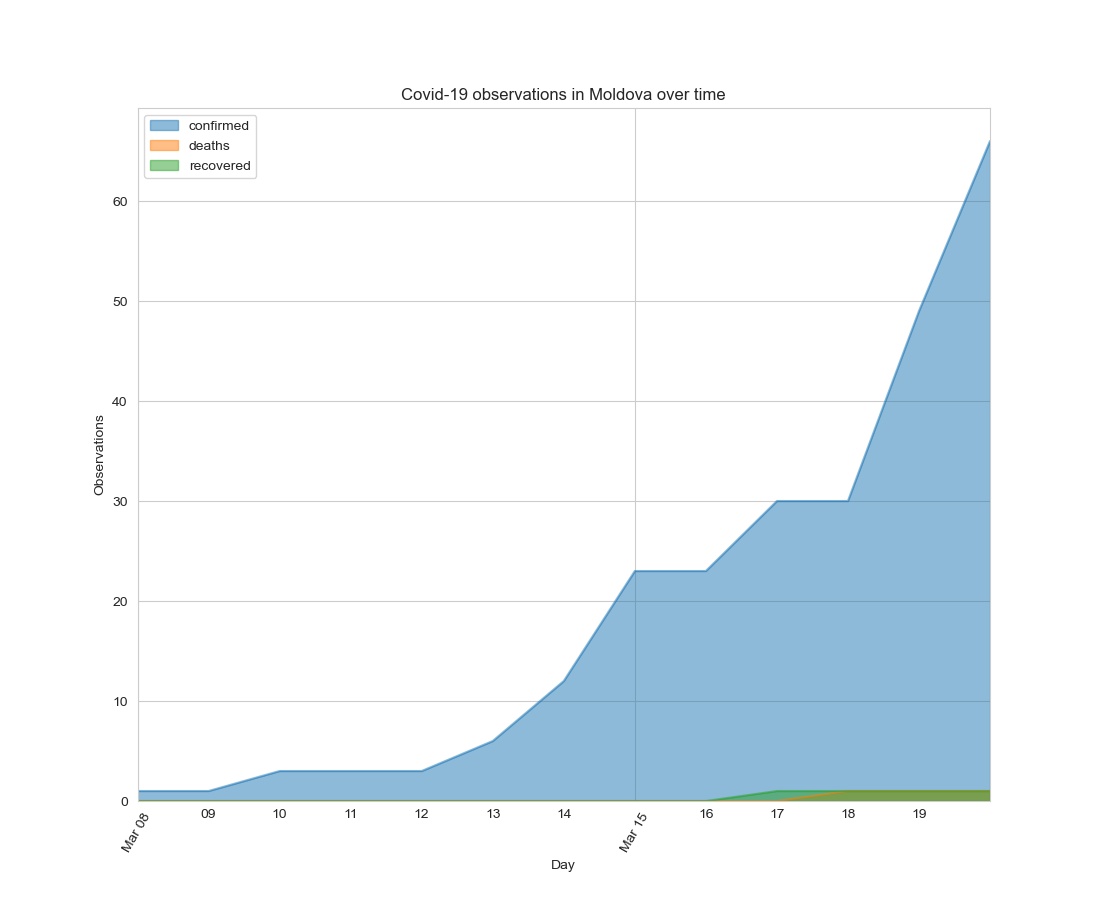 Covid-19 observations in Moldova over time
confirmed
deaths
recovered
60
50
40
30
20
10
0
Observations
Mar 08 09 10 11 12 13 14 Mar 15 16 17 18 19
Day